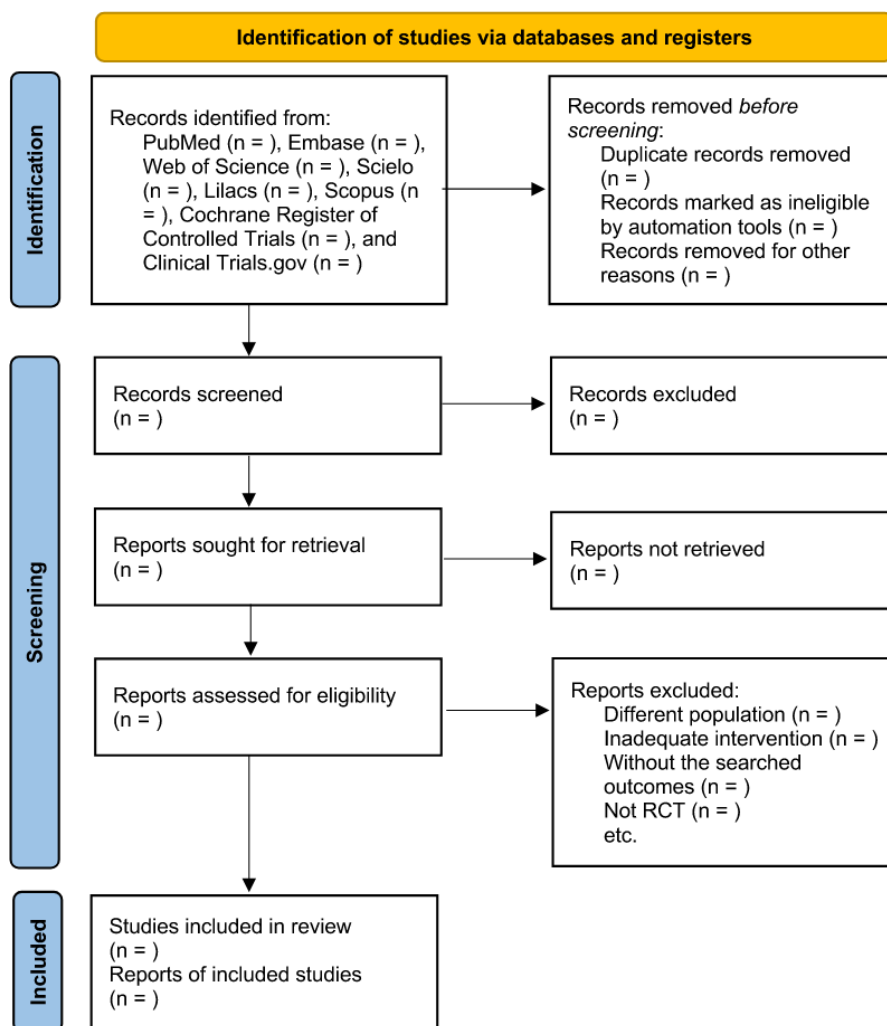 Identification of studies via databases and registers
Identification
Records identified from:
PubMed (n = ), Embase (n = ),
Web of Science (n = ), Scielo
(n = ), Lilacs (n = ), Scopus (n
= ), Cochrane Register of
Controlled Trials (n = ), and
Clinical Trials.gov (n = )
Records removed before
screening:
Duplicate records removed
(n = )
Records marked as ineligible
by automation tools (n = )
Records removed for other
reasons (n = )
Screening
Records screened
(n = )
Records excluded
(n = )
Reports sought for retrieval
(n = )
Reports not retrieved
(n = )
Reports assessed for eligibility
(n = )
Reports excluded:
Different population (n = )
Inadequate intervention (n = )
Without the searched
outcomes (n = )
Not RCT (n = )
etc.
Included
Studies included in review
(n = )
Reports of included studies
(n = )